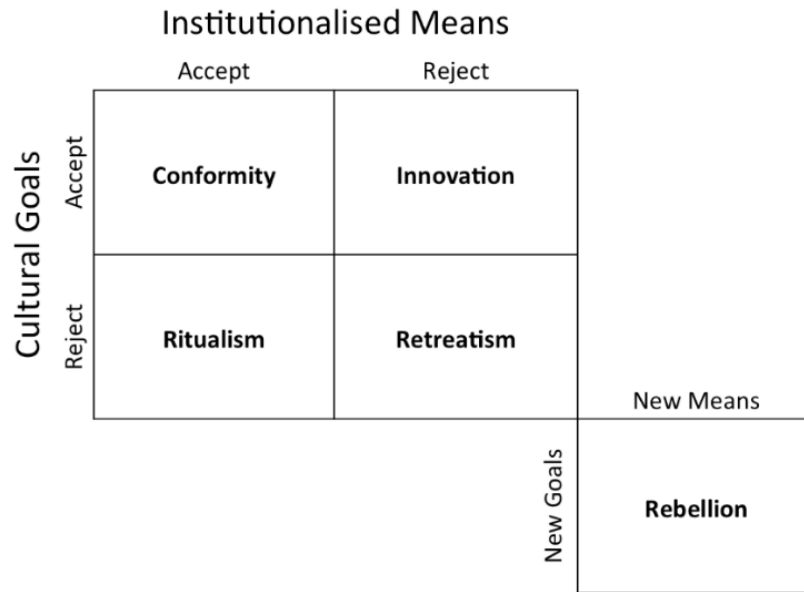 Institutionalised Means
Accept Reject
Cultural Goals
Accept
Conformity Innovation
Reject
Ritualism Retreatism
New Means
New Goals
Rebellion